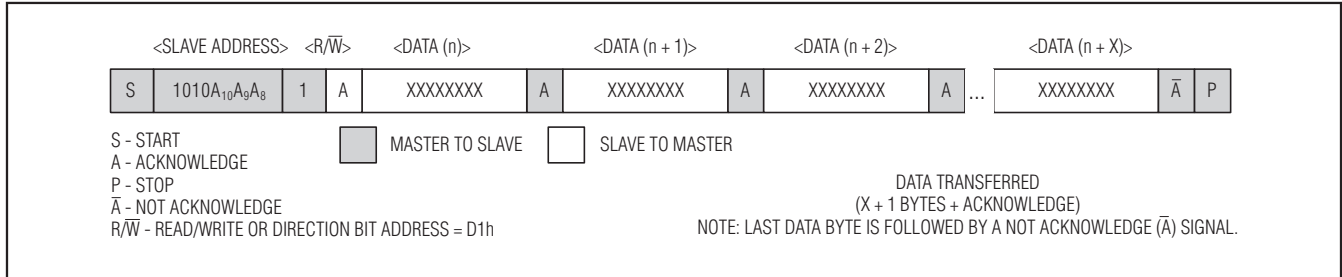 <SLAVE ADDRESS> <R/W̅> <DATA (n)> <DATA (n + 1)> <DATA (n + 2)> <DATA (n + X)>
S 1010A₁₀A₉A₈ 1 A XXXXXXXX A XXXXXXXX A XXXXXXXX A ... XXXXXXXX A̅ P
S - START
A - ACKNOWLEDGE
P - STOP
A̅ - NOT ACKNOWLEDGE
R/W̅ - READ/WRITE OR DIRECTION BIT ADDRESS = D1h
MASTER TO SLAVE SLAVE TO MASTER
DATA TRANSFERRED
(X + 1 BYTES + ACKNOWLEDGE)
NOTE: LAST DATA BYTE IS FOLLOWED BY A NOT ACKNOWLEDGE (A̅) SIGNAL.